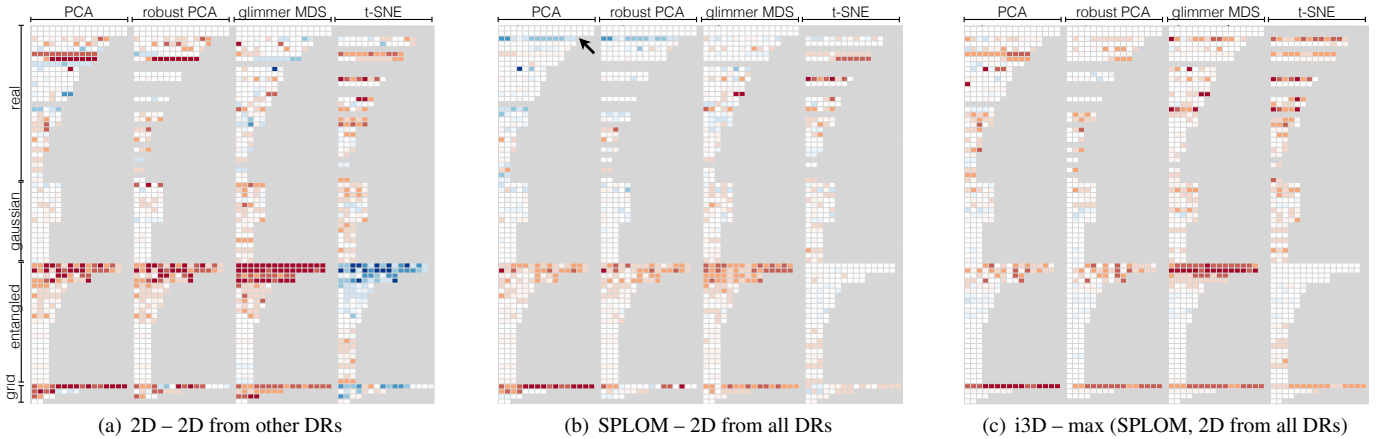 PCA robust PCA glimmer MDS t-SNE
PCA robust PCA glimmer MDS t-SNE
PCA robust PCA glimmer MDS t-SNE
real
gaussian
entangled
grid
(a) 2D – 2D from other DRs
(b) SPLOM – 2D from all DRs
(c) i3D – max (SPLOM, 2D from all DRs)